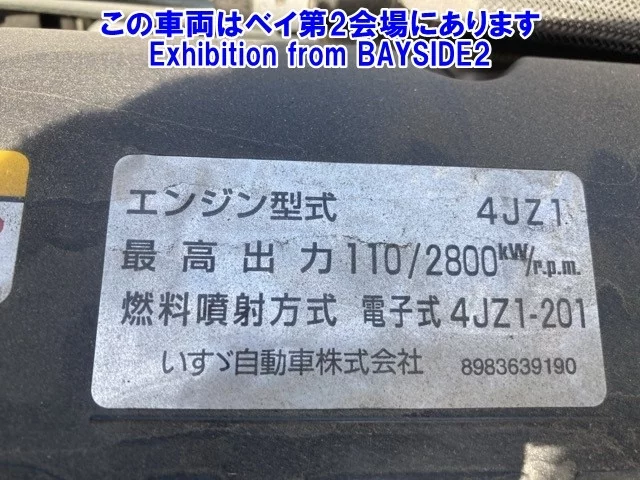 この車両はベイ第2会場にあります
Exhibition from BAYSIDE2
エンジン型式 4JZ1
最高出力 110/2800kW/r.p.m.
燃料噴射方式 電子式 4JZ1-201
いすゞ自動車株式会社 8983639190